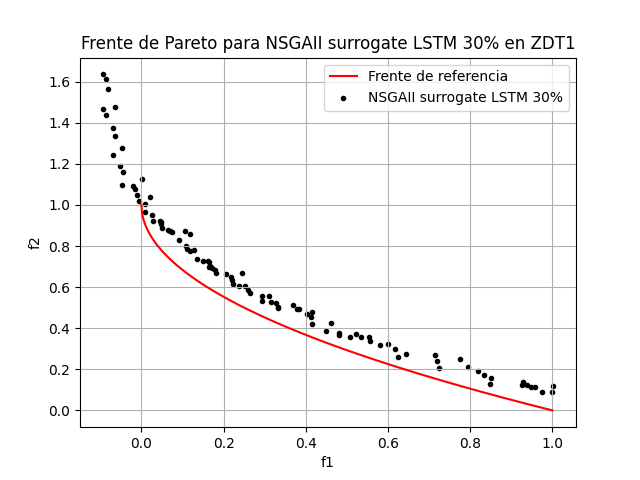 Frente de Pareto para NSGAII surrogate LSTM 30% en ZDT1
Frente de referencia
NSGAII surrogate LSTM 30%
f2
1.6
1.4
1.2
1.0
0.8
0.6
0.4
0.2
0.0
0.0 0.2 0.4 0.6 0.8 1.0
f1